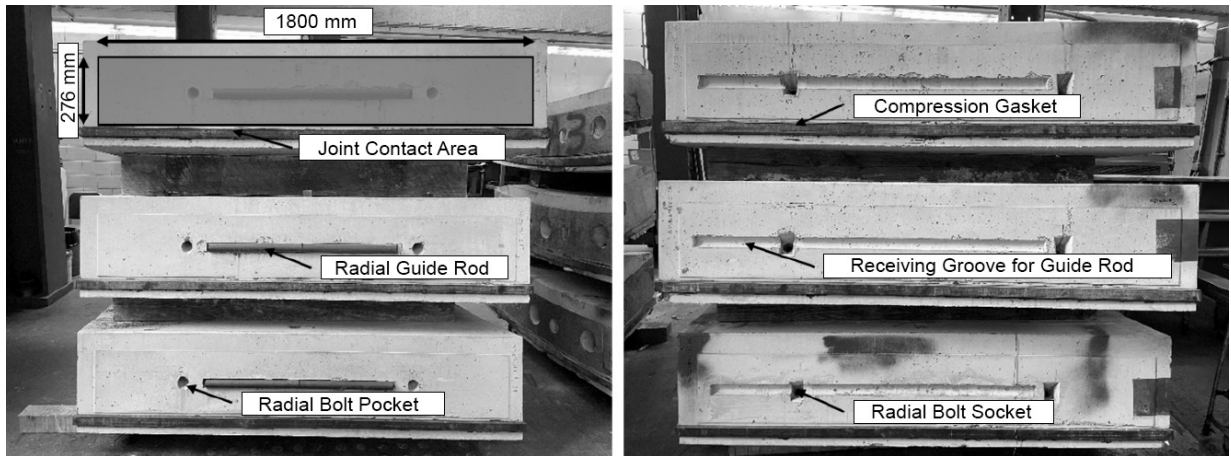 1800 mm
276 mm
Joint Contact Area
Radial Guide Rod
Radial Bolt Pocket
Compression Gasket
Receiving Groove for Guide Rod
Radial Bolt Socket